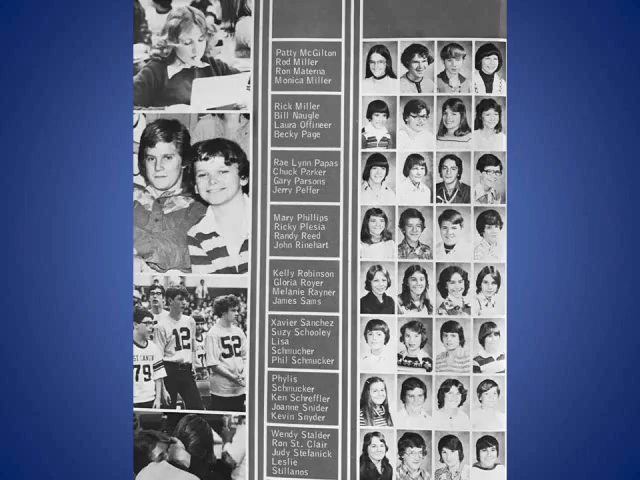 Patty McGilton
Rod Miller
Ron Materna
Monica Miller
Rick Miller
Bill Naugle
Laura Offineer
Becky Page
Rae Lynn Papas
Chuck Parker
Gary Parsons
Jerry Peffer
Mary Phillips
Ricky Plesia
Randy Reed
John Rinehart
Kelly Robinson
Gloria Royer
Melanie Rayner
James Sams
Xavier Sanchez
Suzy Schooley
Lisa
Schmucher
Phil Schmucker
Phylis
Schmucker
Ken Schreffler
Joanne Snider
Kevin Snyder
Wendy Stalder
Ron St. Clair
Judy Stefanick
Leslie
Stillanos
12
52
79